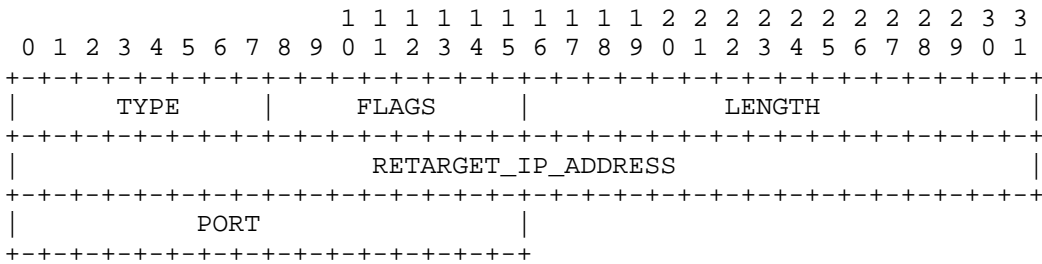 1 1 1 1 1 1 1 1 1 1 2 2 2 2 2 2 2 2 2 2 3 3
 0 1 2 3 4 5 6 7 8 9 0 1 2 3 4 5 6 7 8 9 0 1 2 3 4 5 6 7 8 9 0 1
+-+-+-+-+-+-+-+-+-+-+-+-+-+-+-+-+-+-+-+-+-+-+-+-+-+-+-+-+-+-+-+-+
|      TYPE     |     FLAGS     |            LENGTH             |
+-+-+-+-+-+-+-+-+-+-+-+-+-+-+-+-+-+-+-+-+-+-+-+-+-+-+-+-+-+-+-+-+
|                      RETARGET_IP_ADDRESS                      |
+-+-+-+-+-+-+-+-+-+-+-+-+-+-+-+-+-+-+-+-+-+-+-+-+-+-+-+-+-+-+-+-+
|           PORT                |
+-+-+-+-+-+-+-+-+-+-+-+-+-+-+-+-+